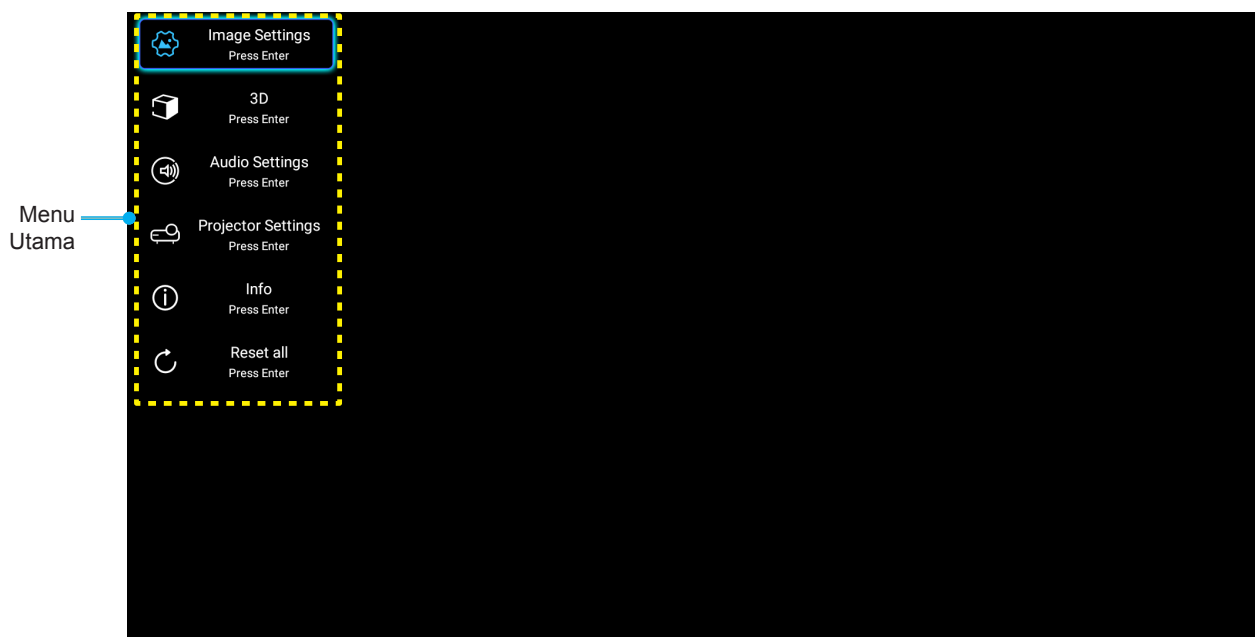 Menu
Utama
Image Settings
Press Enter
3D
Press Enter
Audio Settings
Press Enter
Projector Settings
Press Enter
Info
Press Enter
Reset all
Press Enter